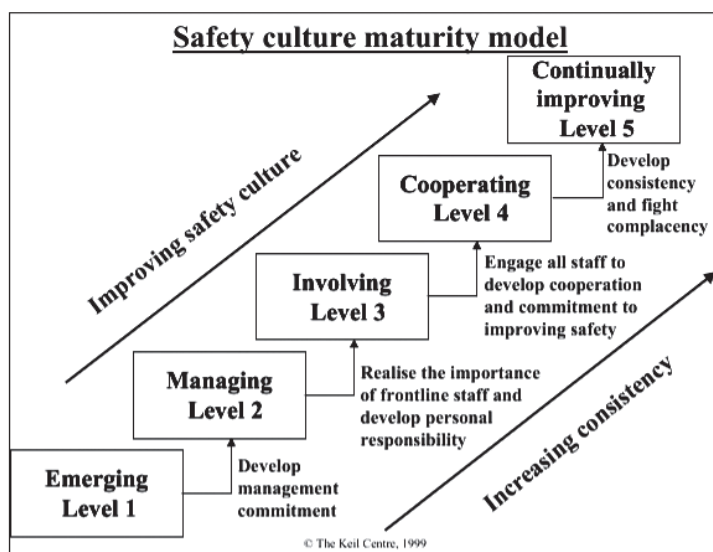 Safety culture maturity model
Continually
improving
Level 5
Improving safety culture
Develop
consistency
and fight
complacency
Cooperating
Level 4
Engage all staff to
develop cooperation
and commitment to
improving safety
Involving
Level 3
Realise the importance
of frontline staff and
develop personal
responsibility
Managing
Level 2
Increasing consistency
Develop
management
commitment
Emerging
Level 1
© The Keil Centre, 1999